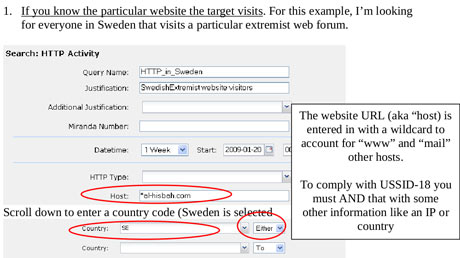 1. If you know the particular website the target visits. For this example, I'm looking
for everyone in Sweden that visits a particular extremist web forum.
Search: HTTP Activity
Query Name: HTTP_in_Sweden
Justification: SwedishExtremistwebsite visitors
Additional Justification:
Miranda Number:
Datetime: 1 Week Start: 2009-01-20 00
HTTP Type:
Host: *alHisbah.com
Scroll down to enter a country code (Sweden is selected
Country: SE Either
Country: To
The website URL (aka “host) is
entered in with a wildcard to
account for “www” and “mail”
other hosts.
To comply with USSID-18 you
must AND that with some
other information like an IP or
country